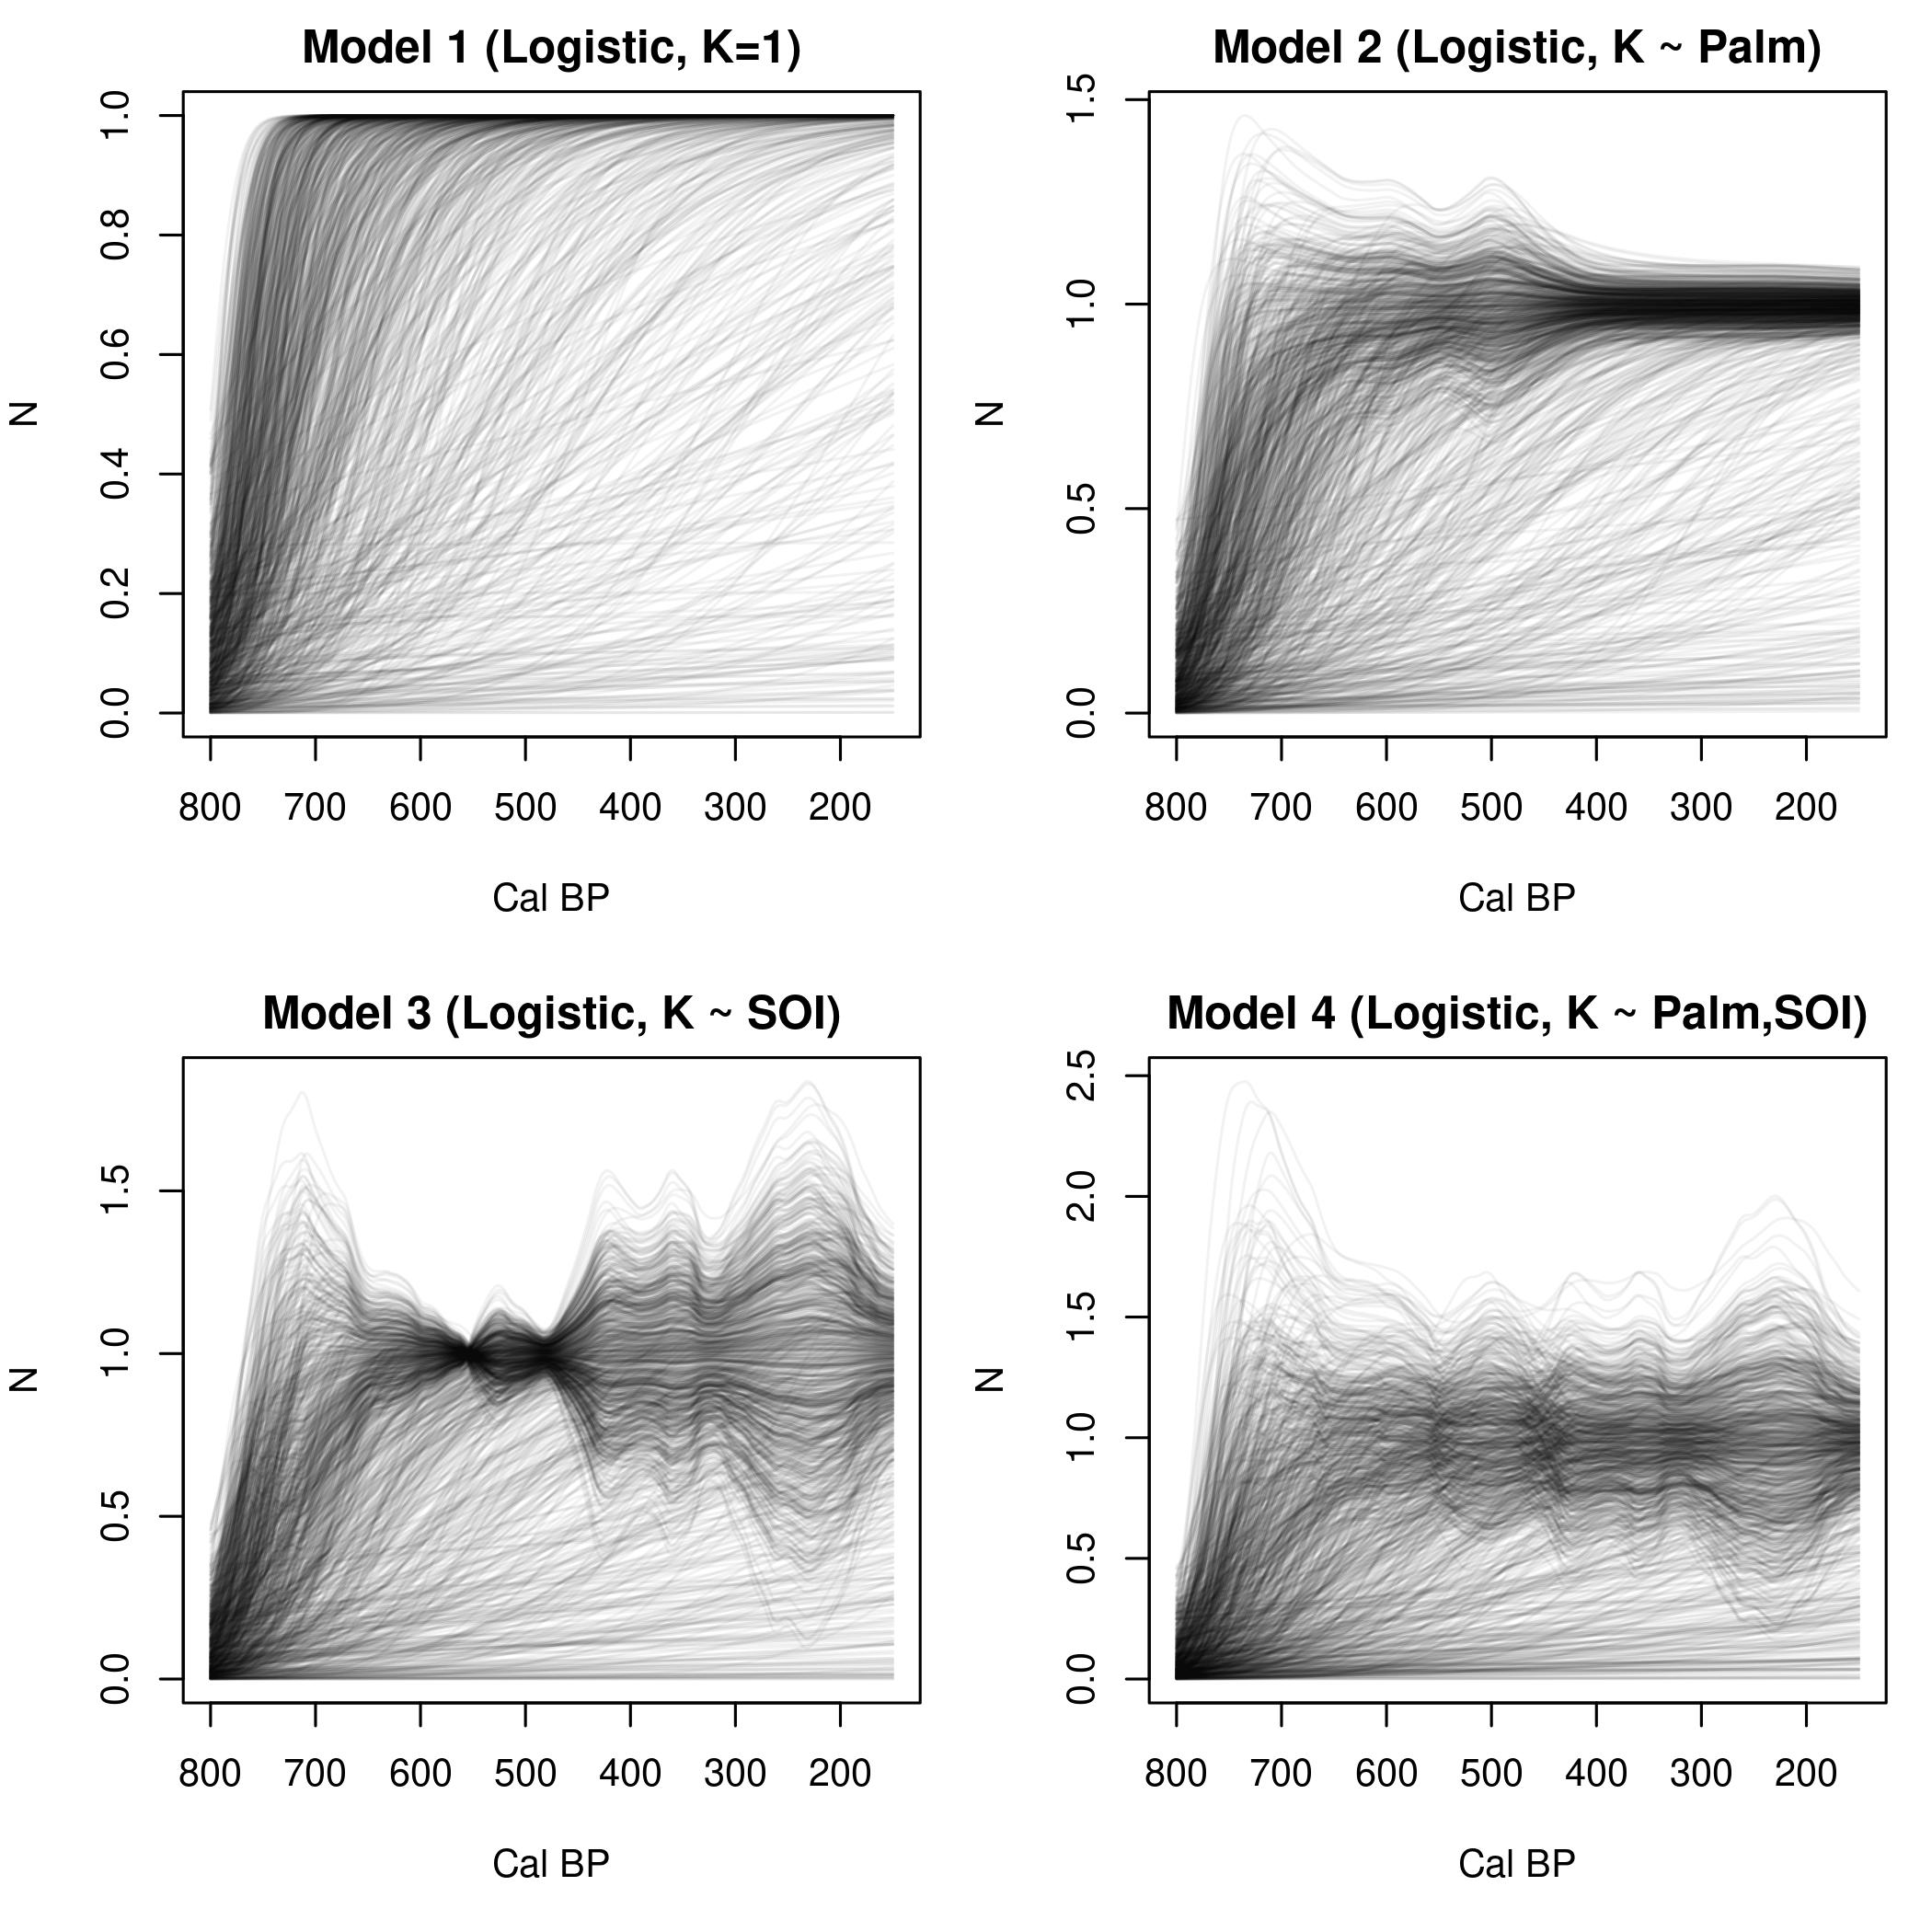 Model 1 (Logistic, K=1)
N
1.0
0.8
0.6
0.4
0.2
0.0
800 700 600 500 400 300 200
Cal BP
Model 2 (Logistic, K ~ Palm)
N
1.5
1.0
0.5
0.0
800 700 600 500 400 300 200
Cal BP
Model 3 (Logistic, K ~ SOI)
N
1.5
1.0
0.5
0.0
800 700 600 500 400 300 200
Cal BP
Model 4 (Logistic, K ~ Palm,SOI)
N
2.5
2.0
1.5
1.0
0.5
0.0
800 700 600 500 400 300 200
Cal BP